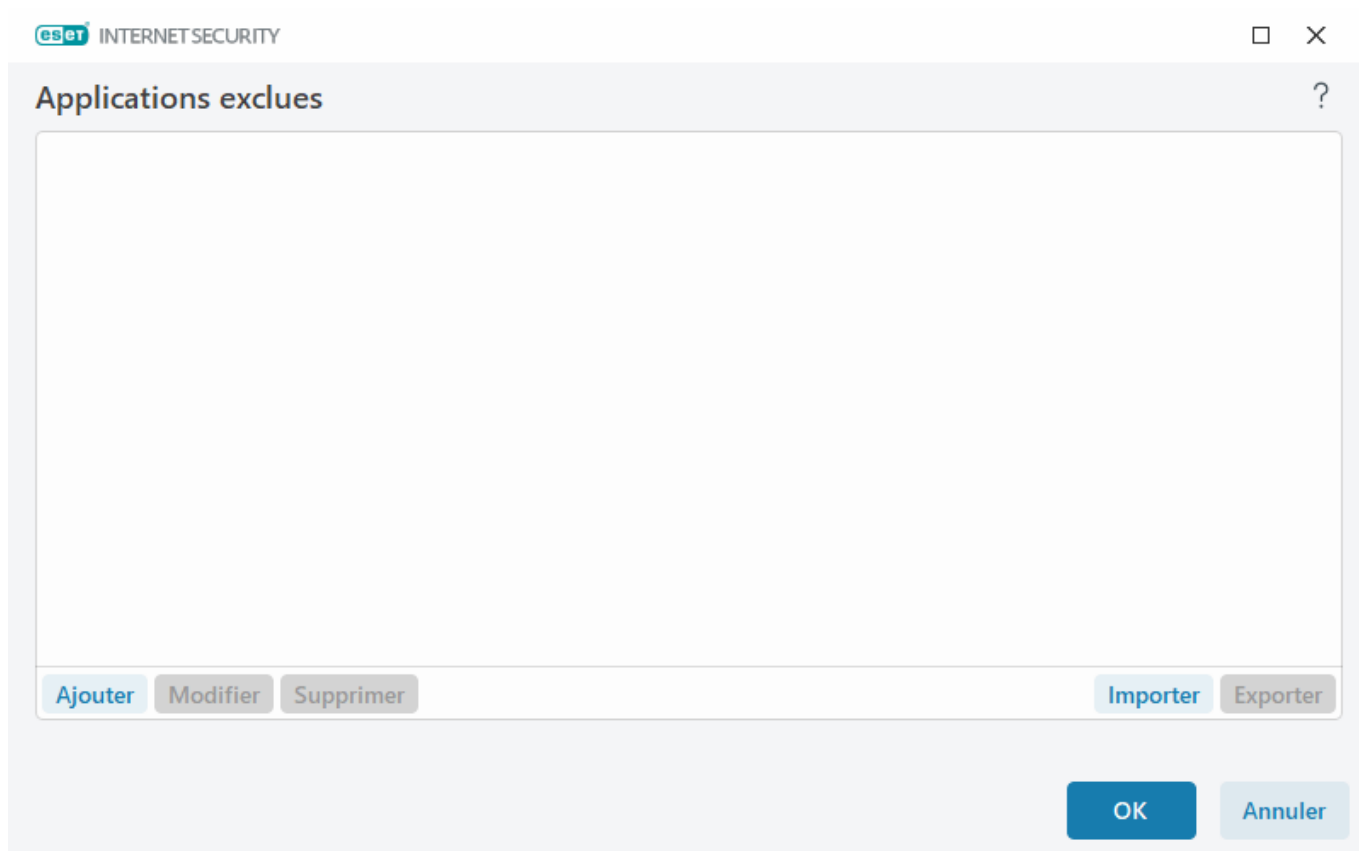 eset INTERNET SECURITY
Applications exclues
?
Ajouter Modifier Supprimer Importer Exporter
OK Annuler